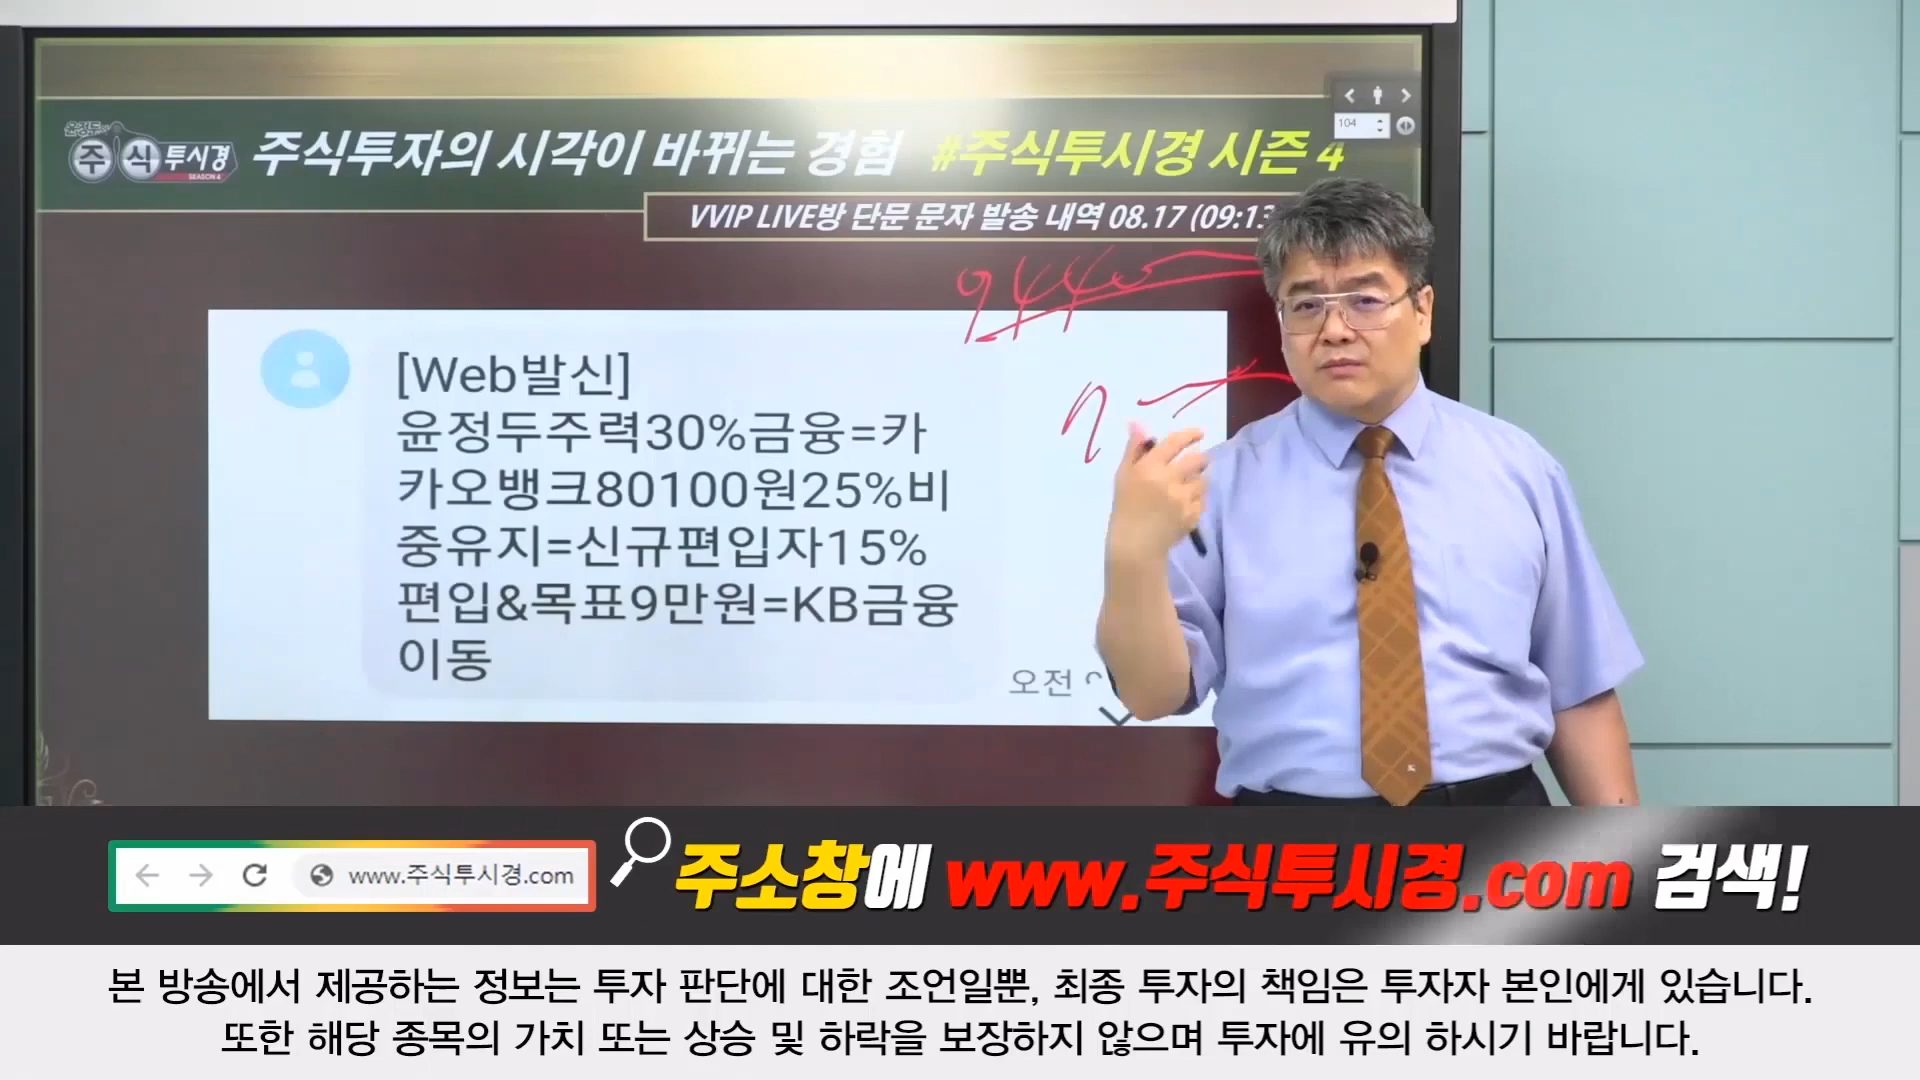 윤정두의
주식투시경
SEASON 4
주식투자의 시각이 바뀌는 경험 #주식투시경 시즌 4
104
VVIP LIVE방 단문 문자 발송 내역 08.17 (09:13
94400
[Web발신]
윤정두주력30%금융=카
카오뱅크80100원25%비
중유지=신규편입자15%
편입&목표9만원=KB금융
이동
오전
www.주식투시경.com
주소창에 www.주식투시경.com 검색!
본 방송에서 제공하는 정보는 투자 판단에 대한 조언일뿐, 최종 투자의 책임은 투자자 본인에게 있습니다.
또한 해당 종목의 가치 또는 상승 및 하락을 보장하지 않으며 투자에 유의 하시기 바랍니다.